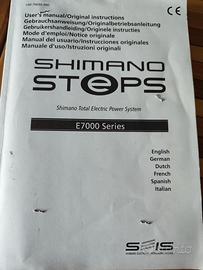 User's manual/Original instructions
Gebrauchsanweisung/Originalbetriebsanleitung
Gebruikershandleiding/Originele instructies
Mode d'emploi/Notice originale
Manual del usuario/instrucciones originales
Manuale d'uso/Istruzioni originali
CE
SHIMANO
STePS
Shimano Total Electric Power System
E7000 Series
English
German
Dutch
French
Spanish
Italian